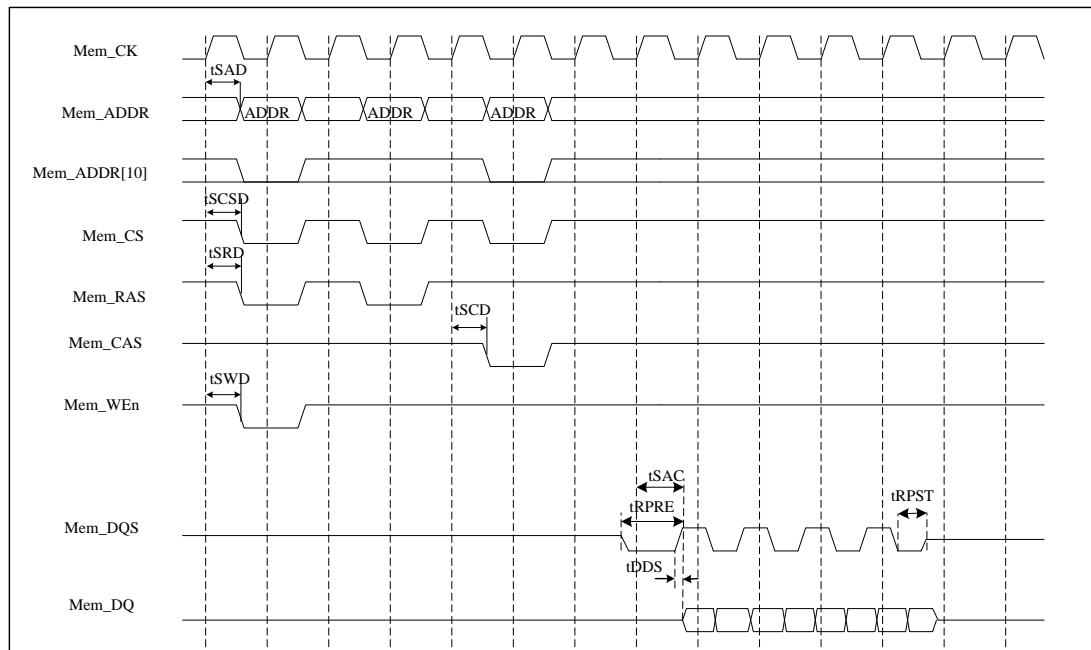 Mem_CK
tSAD
Mem_ADDR
ADDR ADDR ADDR
Mem_ADDR[10]
tSCSD
Mem_CS
tSRD
Mem_RAS
tSCD
Mem_CAS
tSWD
Mem_WEn
tSAC
tRPRE
tRPST
Mem_DQS
tDDS
Mem_DQ